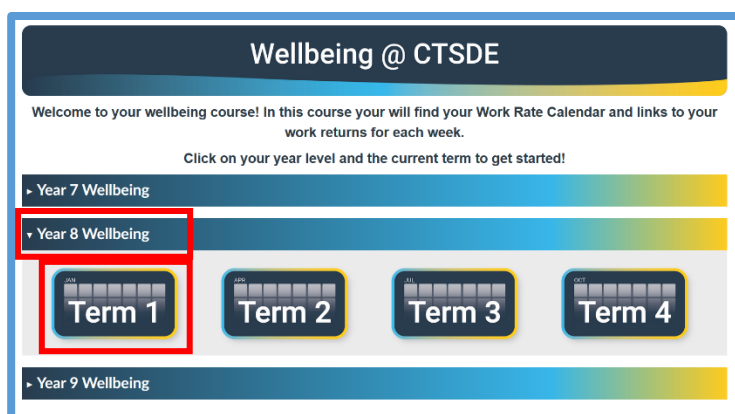 Wellbeing @ CTSDE
Welcome to your wellbeing course! In this course your will find your Work Rate Calendar and links to your
work returns for each week.
Click on your year level and the current term to get started!
Year 7 Wellbeing
Year 8 Wellbeing
JAN
Term 1
APR
Term 2
JUL
Term 3
OCT
Term 4
Year 9 Wellbeing